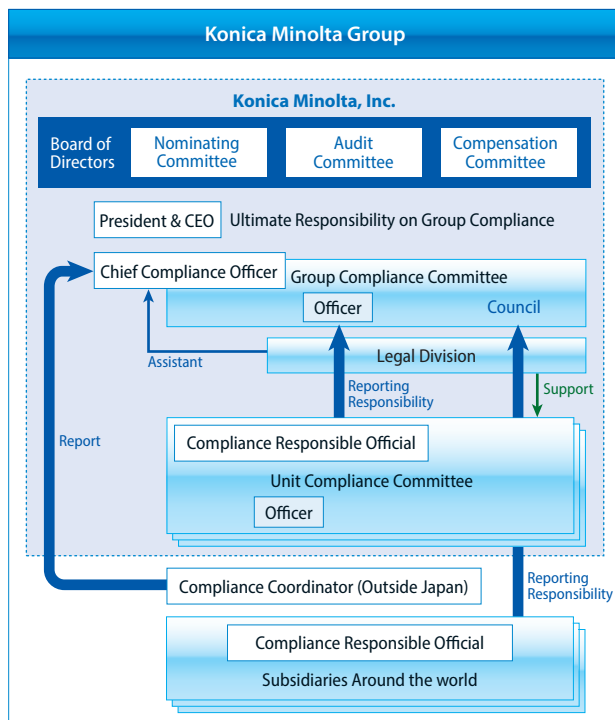 Konica Minolta Group
Konica Minolta, Inc.
Board of
Directors
Nominating
Committee
Audit
Committee
Compensation
Committee
President & CEO
Ultimate Responsibility on Group Compliance
Chief Compliance Officer
Group Compliance Committee
Officer
Council
Legal Division
Assistant
Reporting
Responsibility
Support
Report
Compliance Responsible Official
Unit Compliance Committee
Officer
Compliance Coordinator (Outside Japan)
Reporting
Responsibility
Compliance Responsible Official
Subsidiaries Around the world